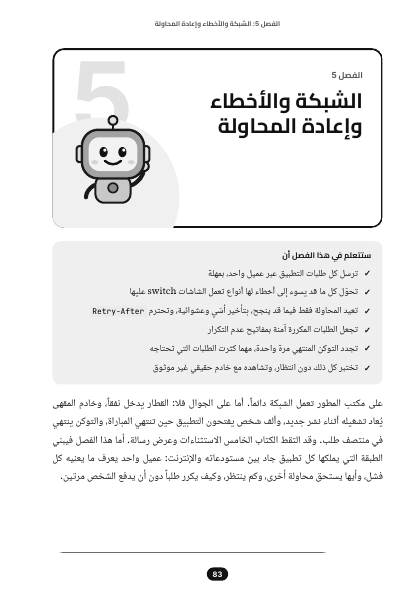 الفصل 5: الشبكة والأخطاء وإعادة المحاولة
5
الفصل 5
الشبكة والأخطاء
وإعادة المحاولة
ستتعلم في هذا الفصل أن
✔ ترسل كل طلبات التطبيق عبر عميل واحد، بمهلة
✔ تحوّل كل ما قد يسوء إلى أخطاء لها أنواع تعمل الشاشات switch عليها
✔ تعيد المحاولة فقط فيما قد ينجح، بتأخير أسّي وعشوائية، وتحترم Retry-After
✔ تجعل الطلبات المكررة آمنة بمفاتيح عدم التكرار
✔ تجدد التوكن المنتهي مرة واحدة، مهما كثرت الطلبات التي تحتاجه
✔ تختبر كل ذلك دون انتظار، وتشاهده مع خادم حقيقي غير موثوق
على مكتب المطور تعمل الشبكة دائماً. أما على الجوال فلا: القطار يدخل نفقاً، وخادم المقهى
يُعاد تشغيله أثناء نشر جديد، وألف شخص يفتحون التطبيق حين تنتهي المباراة، والتوكن ينتهي
في منتصف طلب. وقد التقط الكتاب الخامس الاستثناءات وعرض رسالة. أما هذا الفصل فيبني
الطبقة التي يملكها كل تطبيق جاد بين مستودعاته والإنترنت: عميل واحد يعرف ما يعنيه كل
فشل، وأيها يستحق محاولة أخرى، وكم ينتظر، وكيف يكرر طلباً دون أن يدفع الشخص مرتين.
83